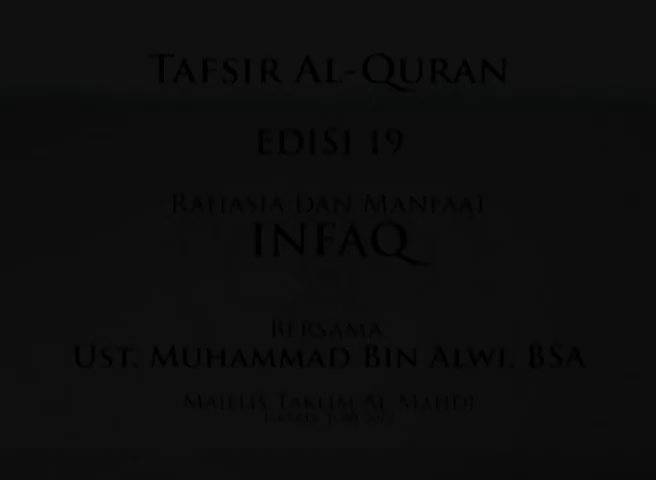 TAFSIR AL-QURAN
EDISI 19
RAHASIA DAN MANFAAT
INFAQ
BERSAMA
UST. MUHAMMAD BIN ALWI, BSA
MAJELIS TAKLIM AL MAHDI